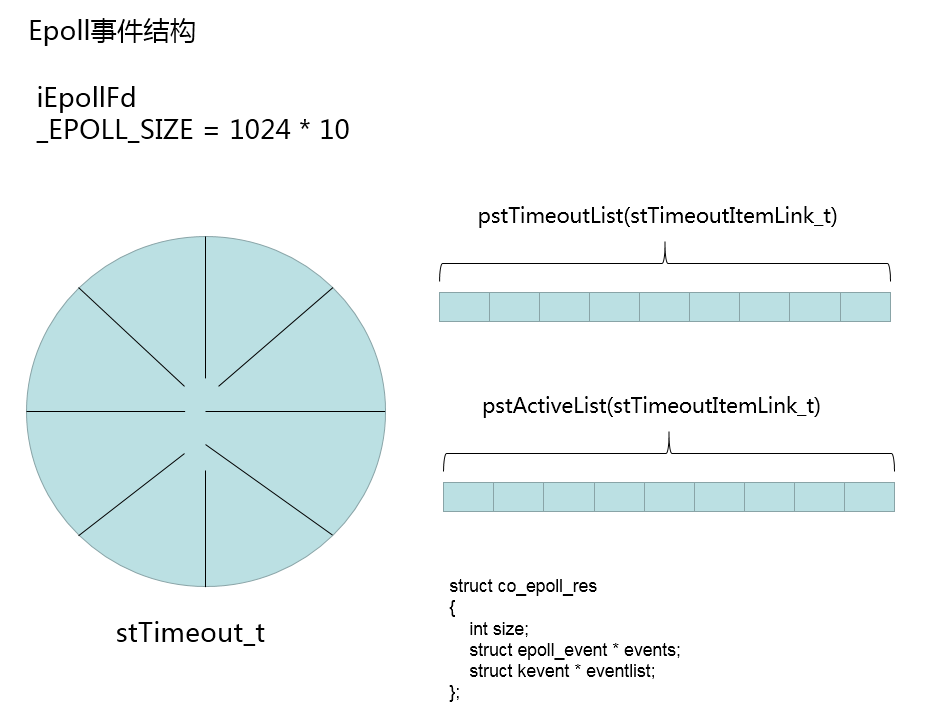 Epoll事件结构
iEpollFd
_EPOLL_SIZE = 1024 * 10
pstTimeoutList(stTimeoutItemLink_t)
pstActiveList(stTimeoutItemLink_t)
stTimeout_t
struct co_epoll_res
{
int size;
struct epoll_event * events;
struct kevent * eventlist;
};